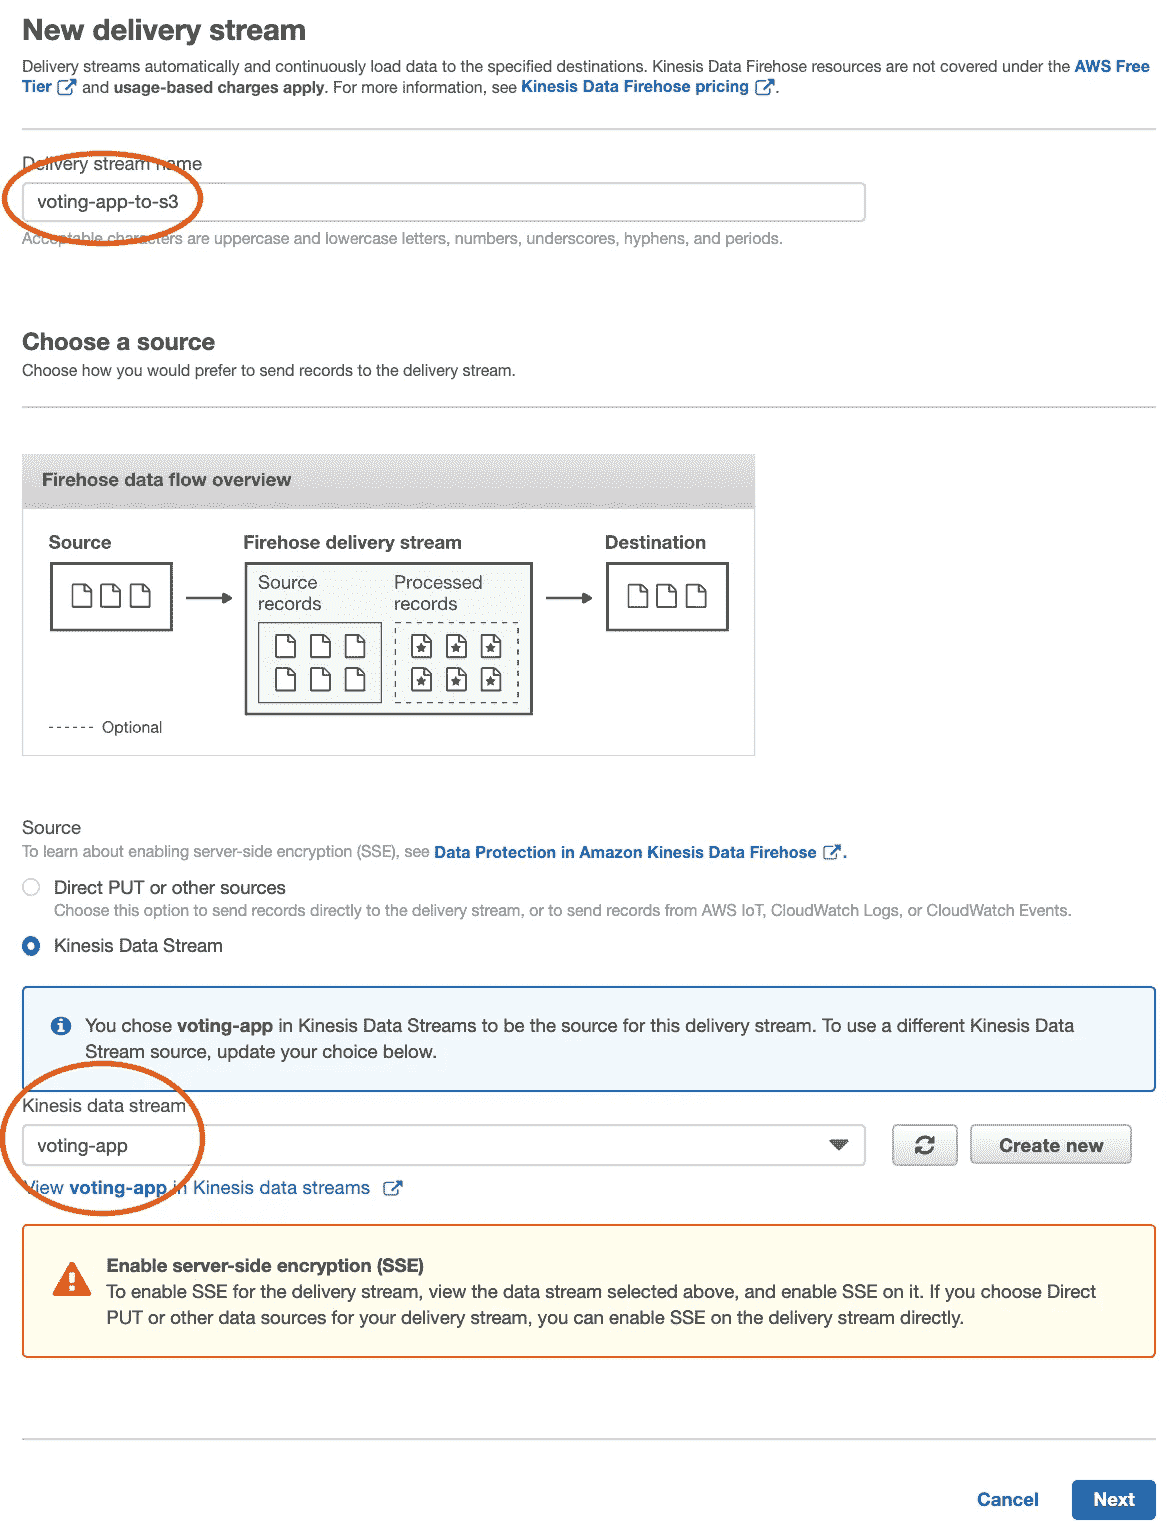 New delivery stream
Delivery streams automatically and continuously load data to the specified destinations. Kinesis Data Firehose resources are not covered under the AWS Free
Tier and usage-based charges apply. For more information, see Kinesis Data Firehose pricing.
Delivery stream name
voting-app-to-s3
Acceptable characters are uppercase and lowercase letters, numbers, underscores, hyphens, and periods.
Choose a source
Choose how you would prefer to send records to the delivery stream.
Firehose data flow overview
Source
Firehose delivery stream
Destination
Source
records
Processed
records
Optional
Source
To learn about enabling server-side encryption (SSE), see Data Protection in Amazon Kinesis Data Firehose.
Direct PUT or other sources
Choose this option to send records directly to the delivery stream, or to send records from AWS IoT, CloudWatch Logs, or CloudWatch Events.
Kinesis Data Stream
You chose voting-app in Kinesis Data Streams to be the source for this delivery stream. To use a different Kinesis Data
Stream source, update your choice below.
Kinesis data stream
voting-app
Create new
View voting-app in Kinesis data streams
Enable server-side encryption (SSE)
To enable SSE for the delivery stream, view the data stream selected above, and enable SSE on it. If you choose Direct
PUT or other data sources for your delivery stream, you can enable SSE on the delivery stream directly.
Cancel
Next